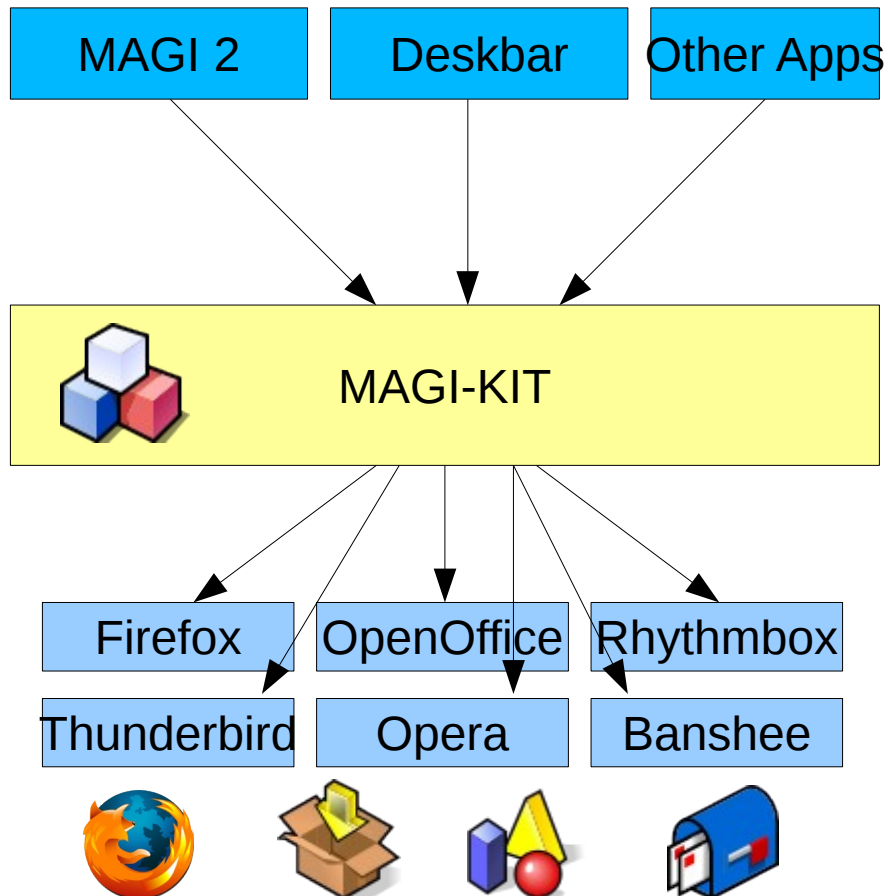 MAGI 2
Deskbar
Other Apps
MAGI-KIT
Firefox
OpenOffice
Rhythmbox
Thunderbird
Opera
Banshee